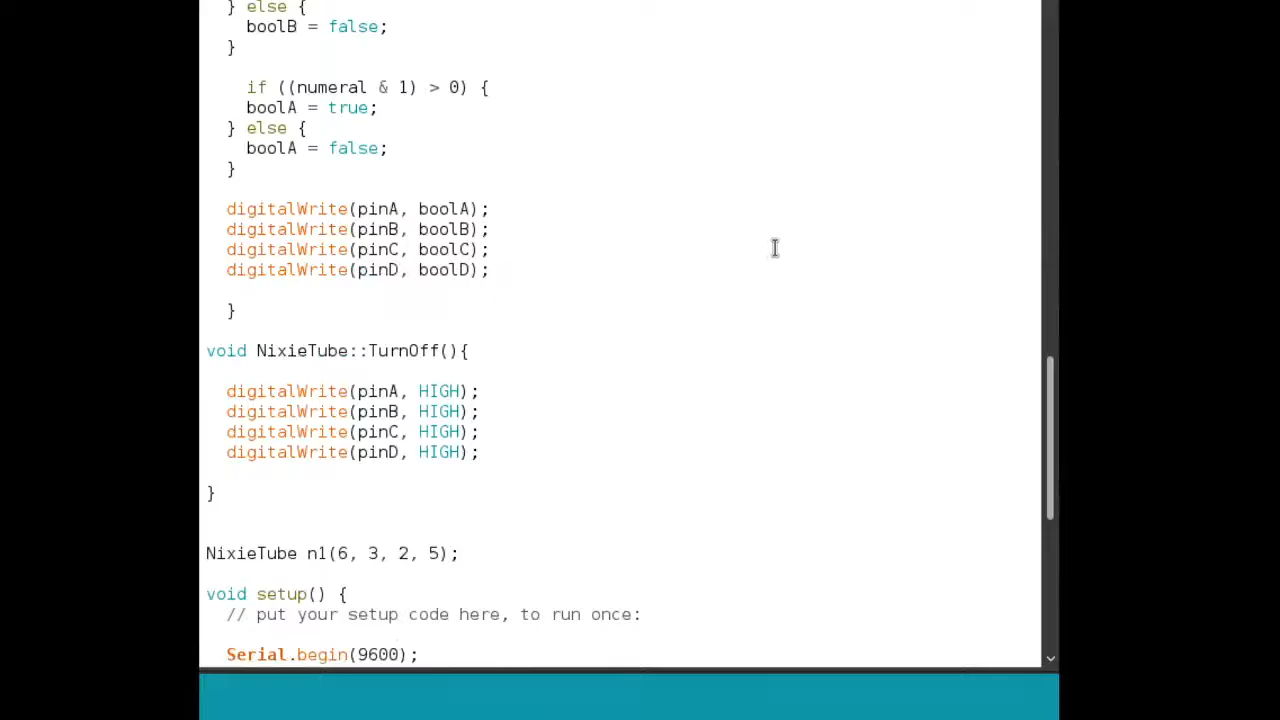 } else {
boolB = false;
}
if ((numeral & 1) > 0) {
boolA = true;
} else {
boolA = false;
}
digitalWrite(pinA, boolA);
digitalWrite(pinB, boolB);
digitalWrite(pinC, boolC);
digitalWrite(pinD, boolD);
}
void NixieTube::TurnOff(){
digitalWrite(pinA, HIGH);
digitalWrite(pinB, HIGH);
digitalWrite(pinC, HIGH);
digitalWrite(pinD, HIGH);
}
NixieTube n1(6, 3, 2, 5);
void setup() {
// put your setup code here, to run once:
Serial.begin(9600);